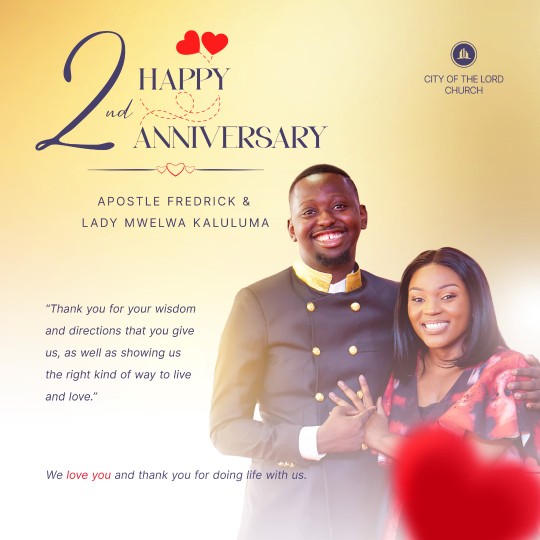 2nd HAPPY
ANNIVERSARY
CITY OF THE LORD
CHURCH
APOSTLE FREDRICK &
LADY MWELWA KALULUMA
“Thank you for your wisdom
and directions that you give
us, as well as showing us
the right kind of way to live
and love.”
We love you and thank you for doing life with us.